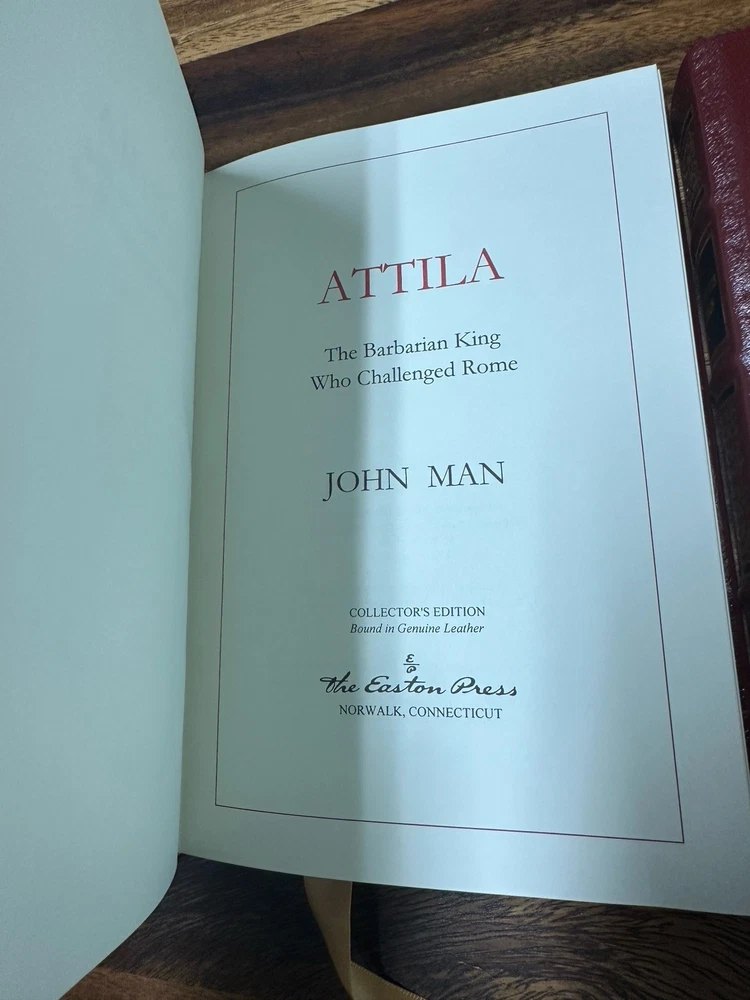 ATTILA
The Barbarian King
Who Challenged Rome
JOHN MAN
COLLECTOR'S EDITION
Bound in Genuine Leather
E/P
The Easton Press
NORWALK, CONNECTICUT